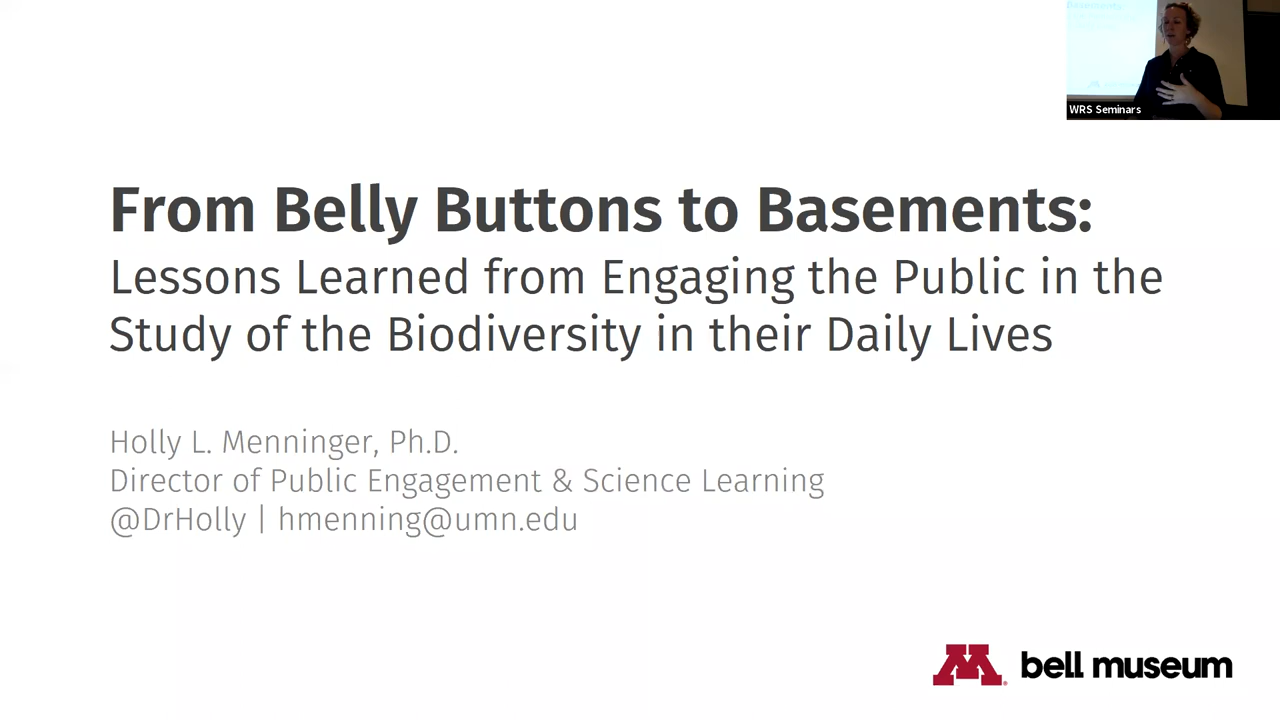 WRS Seminars
From Belly Buttons to Basements:
Lessons Learned from Engaging the Public in the
Study of the Biodiversity in their Daily Lives
Holly L. Menninger, Ph.D.
Director of Public Engagement & Science Learning
@DrHolly | hmenning@umn.edu
M bell museum